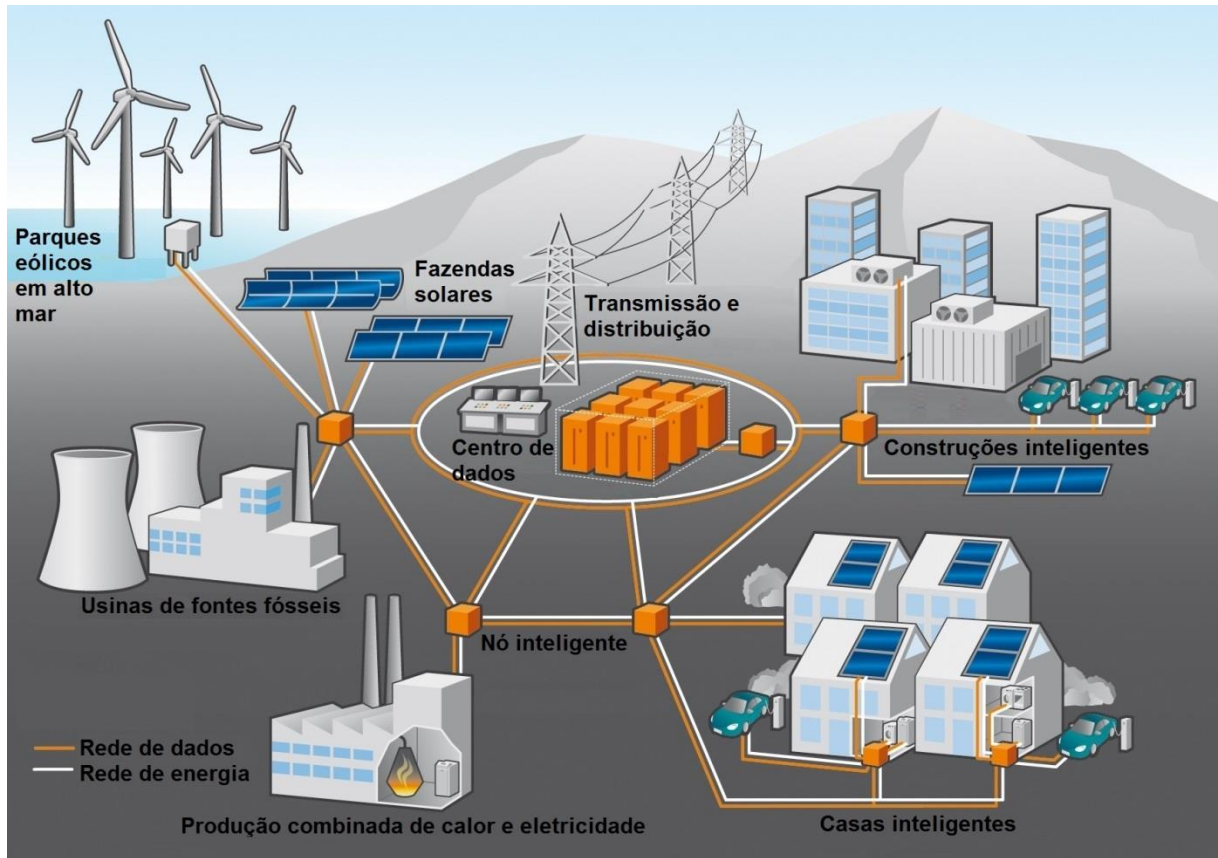 Parques
eólicos
em alto
mar
Fazendas
solares
Transmissão e
distribuição
Centro de
dados
Construções inteligentes
Usinas de fontes fósseis
Nó inteligente
Rede de dados
Rede de energia
Produção combinada de calor e eletricidade
Casas inteligentes